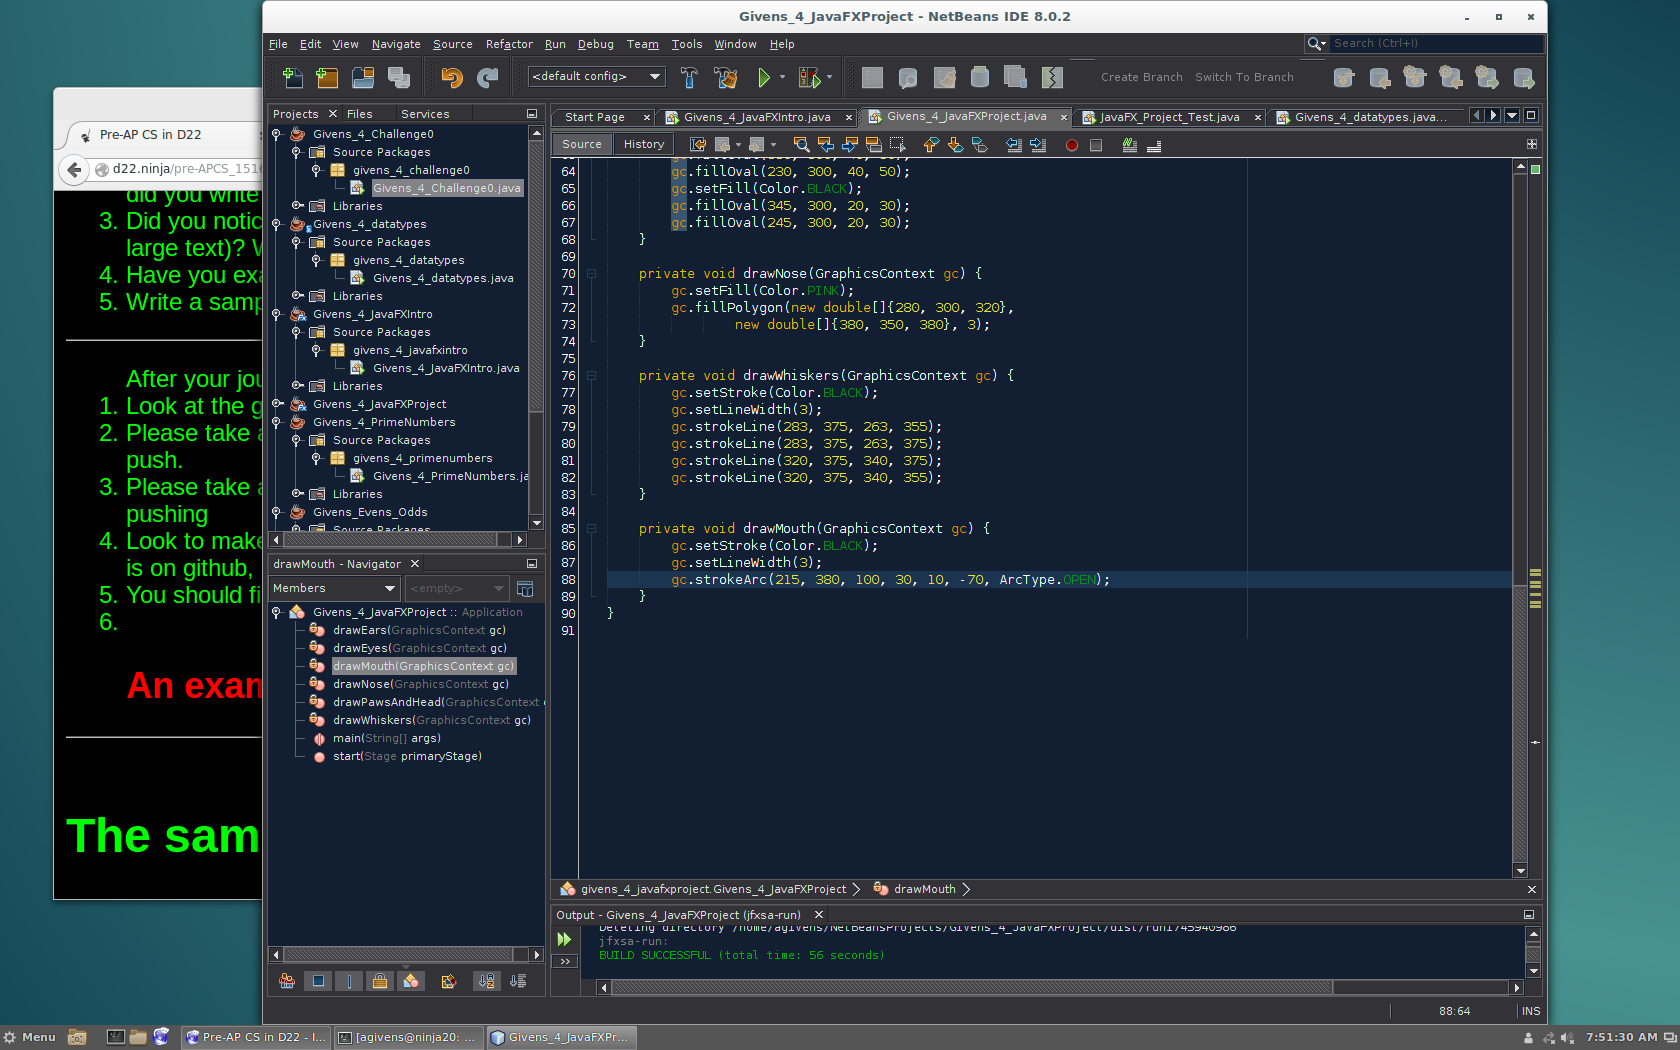 Givens_4_JavaFXProject - NetBeans IDE 8.0.2
File Edit View Navigate Source Refactor Run Debug Team Tools Window Help
Search (Ctrl+I)
<default config>
Create Branch Switch To Branch
Pre-AP CS in D22
d22.ninja/pre-APCS_151
did you write
3. Did you notic
large text)?
4. Have you exa
5. Write a samp
After your jou
1. Look at the g
2. Please take a
push.
3. Please take a
pushing
4. Look to make
is on github,
5. You should fi
6.
An exam
The sam
Projects Files Services
Givens_4_Challenge0
Source Packages
givens_4_challenge0
Givens_4_Challenge0.java
Libraries
Givens_4_datatypes
Source Packages
givens_4_datatypes
Givens_4_datatypes.java
Libraries
Givens_4_JavaFXIntro
Source Packages
givens_4_javafxintro
Givens_4_JavaFXIntro.java
Libraries
Givens_4_JavaFXProject
Givens_4_PrimeNumbers
Source Packages
givens_4_primenumbers
Givens_4_PrimeNumbers.ja
Libraries
Givens_Evens_Odds
Source Packages
drawMouth - Navigator
Members <empty>
Givens_4_JavaFXProject :: Application
drawEars(GraphicsContext gc)
drawEyes(GraphicsContext gc)
drawMouth(GraphicsContext gc)
drawNose(GraphicsContext gc)
drawPawsAndHead(GraphicsContext
drawWhiskers(GraphicsContext gc)
main(String[] args)
start(Stage primaryStage)
Start Page Givens_4_JavaFXIntro.java Givens_4_JavaFXProject.java JavaFX_Project_Test.java Givens_4_datatypes.java...
Source History
64 gc.fillOval(230, 300, 40, 50);
65 gc.setFill(Color.BLACK);
66 gc.fillOval(345, 300, 20, 30);
67 gc.fillOval(245, 300, 20, 30);
68 }
69
70 private void drawNose(GraphicsContext gc) {
71 gc.setFill(Color.PINK);
72 gc.fillPolygon(new double[]{280, 300, 320},
73 new double[]{380, 350, 380}, 3);
74 }
75
76 private void drawWhiskers(GraphicsContext gc) {
77 gc.setStroke(Color.BLACK);
78 gc.setLineWidth(3);
79 gc.strokeLine(283, 375, 263, 355);
80 gc.strokeLine(283, 375, 263, 375);
81 gc.strokeLine(320, 375, 340, 375);
82 gc.strokeLine(320, 375, 340, 355);
83 }
84
85 private void drawMouth(GraphicsContext gc) {
86 gc.setStroke(Color.BLACK);
87 gc.setLineWidth(3);
88 gc.strokeArc(215, 380, 100, 30, 10, -70, ArcType.OPEN);
89 }
90 }
91
givens_4_javafxproject.Givens_4_JavaFXProject drawMouth
Output - Givens_4_JavaFXProject (jfxsa-run)
Deleting directory /home/agivens/NetBeansProjects/Givens_4_JavaFXProject/dist/run1745940986
jfxsa-run:
BUILD SUCCESSFUL (total time: 56 seconds)
88:64 INS
Menu
Pre-AP CS in D22 - I...
[agivens@ninja20: ...
Givens_4_JavaFXPr...
7:51:30 AM